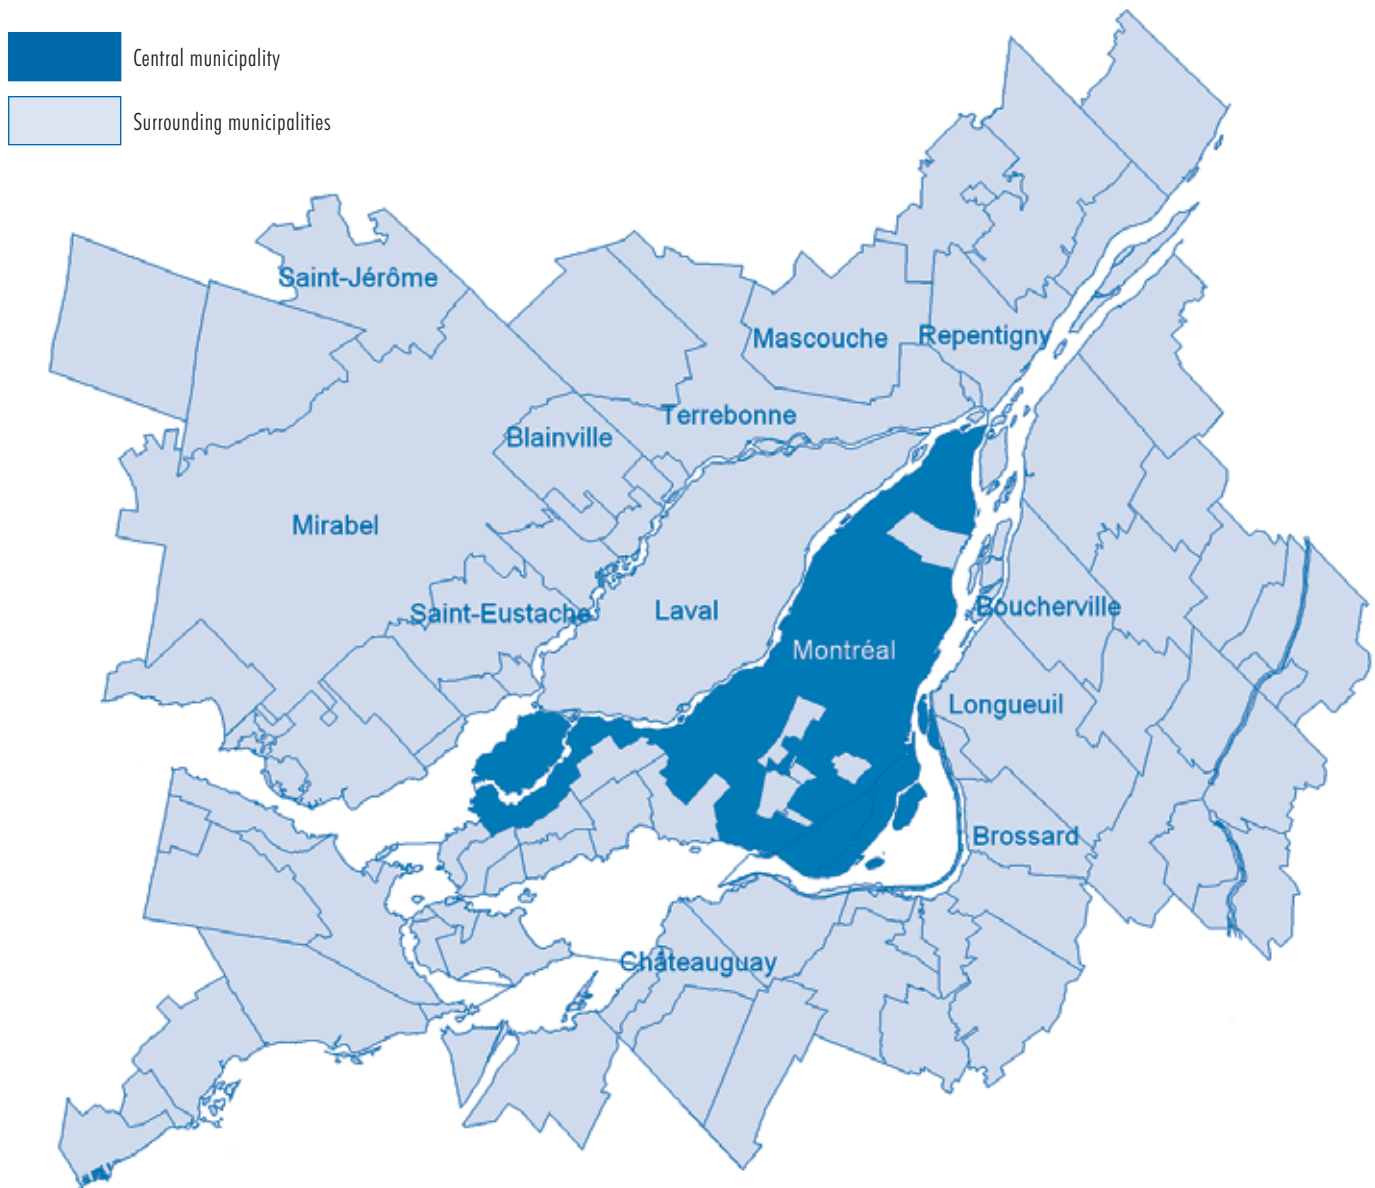 Central municipality
Surrounding municipalities
Saint-Jérôme
Mascouche
Repentigny
Terrebonne
Blainville
Mirabel
Saint-Eustache
Laval
Boucherville
Montréal
Longueuil
Brossard
Châteauguay